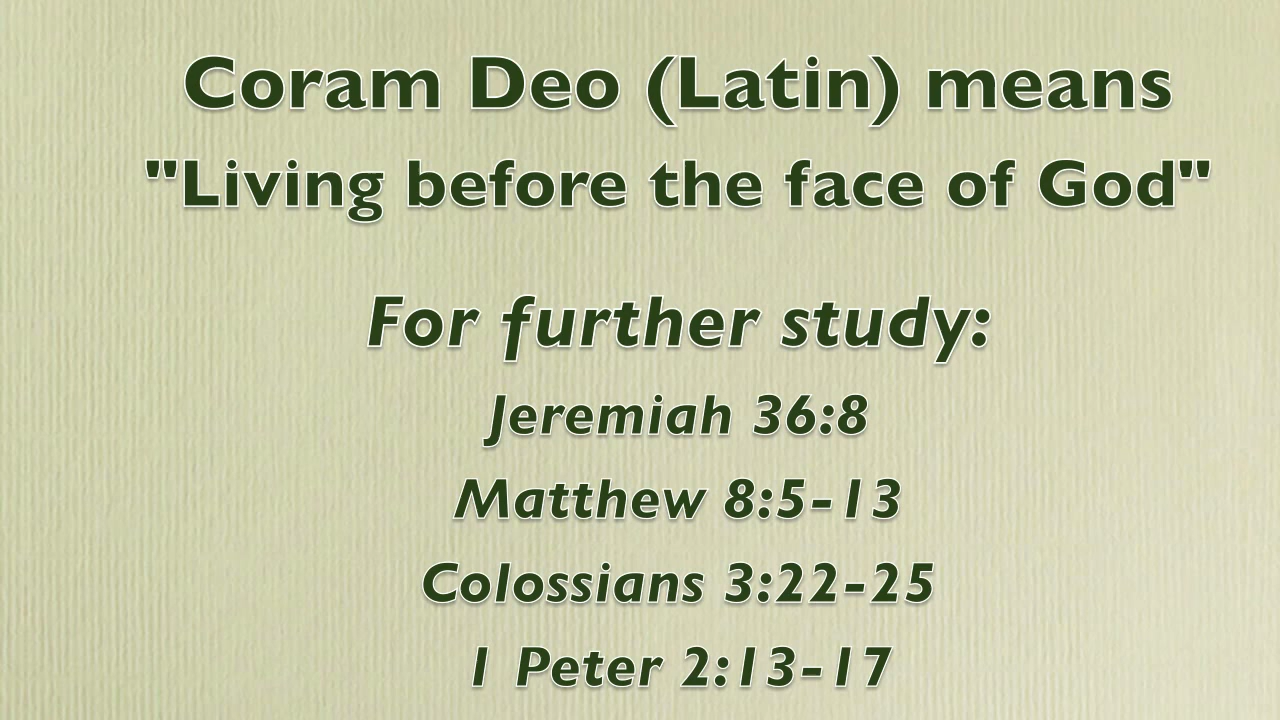 Coram Deo (Latin) means
"Living before the face of God"
For further study:
Jeremiah 36:8
Matthew 8:5-13
Colossians 3:22-25
1 Peter 2:13-17